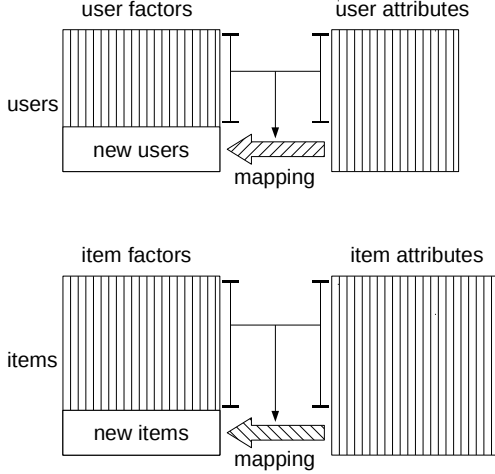 user factors
user attributes
users
new users
mapping
item factors
item attributes
items
new items
mapping